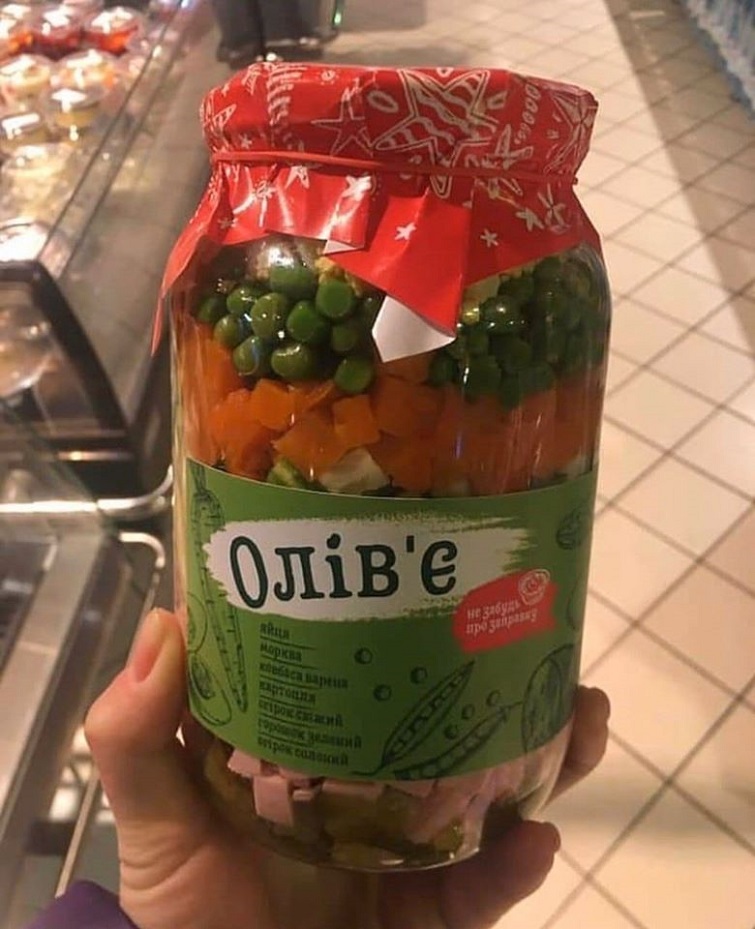 Олів'є
не забудь
про заправку
яйця
морква
ковбаса варена
картопля
огірок свіжий
горошок зелений
огірок солоний